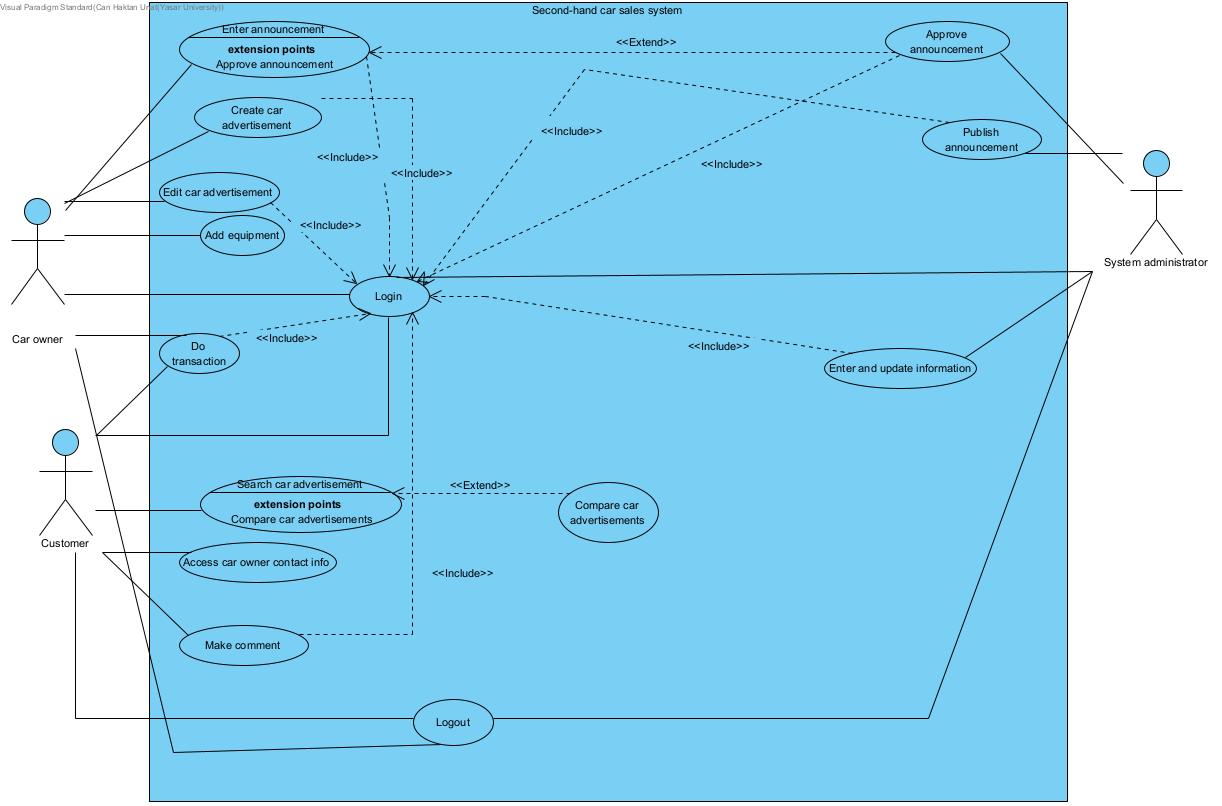 Visual Paradigm Standard(Can Haktan Unat(Yasar University))
Second-hand car sales system
Enter announcement
extension points
Approve announcement
<<Extend>>
Approve
announcement
Create car
advertisement
<<Include>>
Publish
announcement
<<Include>>
<<Include>>
<<Include>>
Edit car advertisement
<<Include>>
Add equipment
System administrator
Login
Car owner
<<Include>>
Do
transaction
<<Include>>
Enter and update information
Search car advertisement
extension points
Compare car advertisements
<<Extend>>
Compare car
advertisements
Customer
Access car owner contact info
<<Include>>
Make comment
Logout